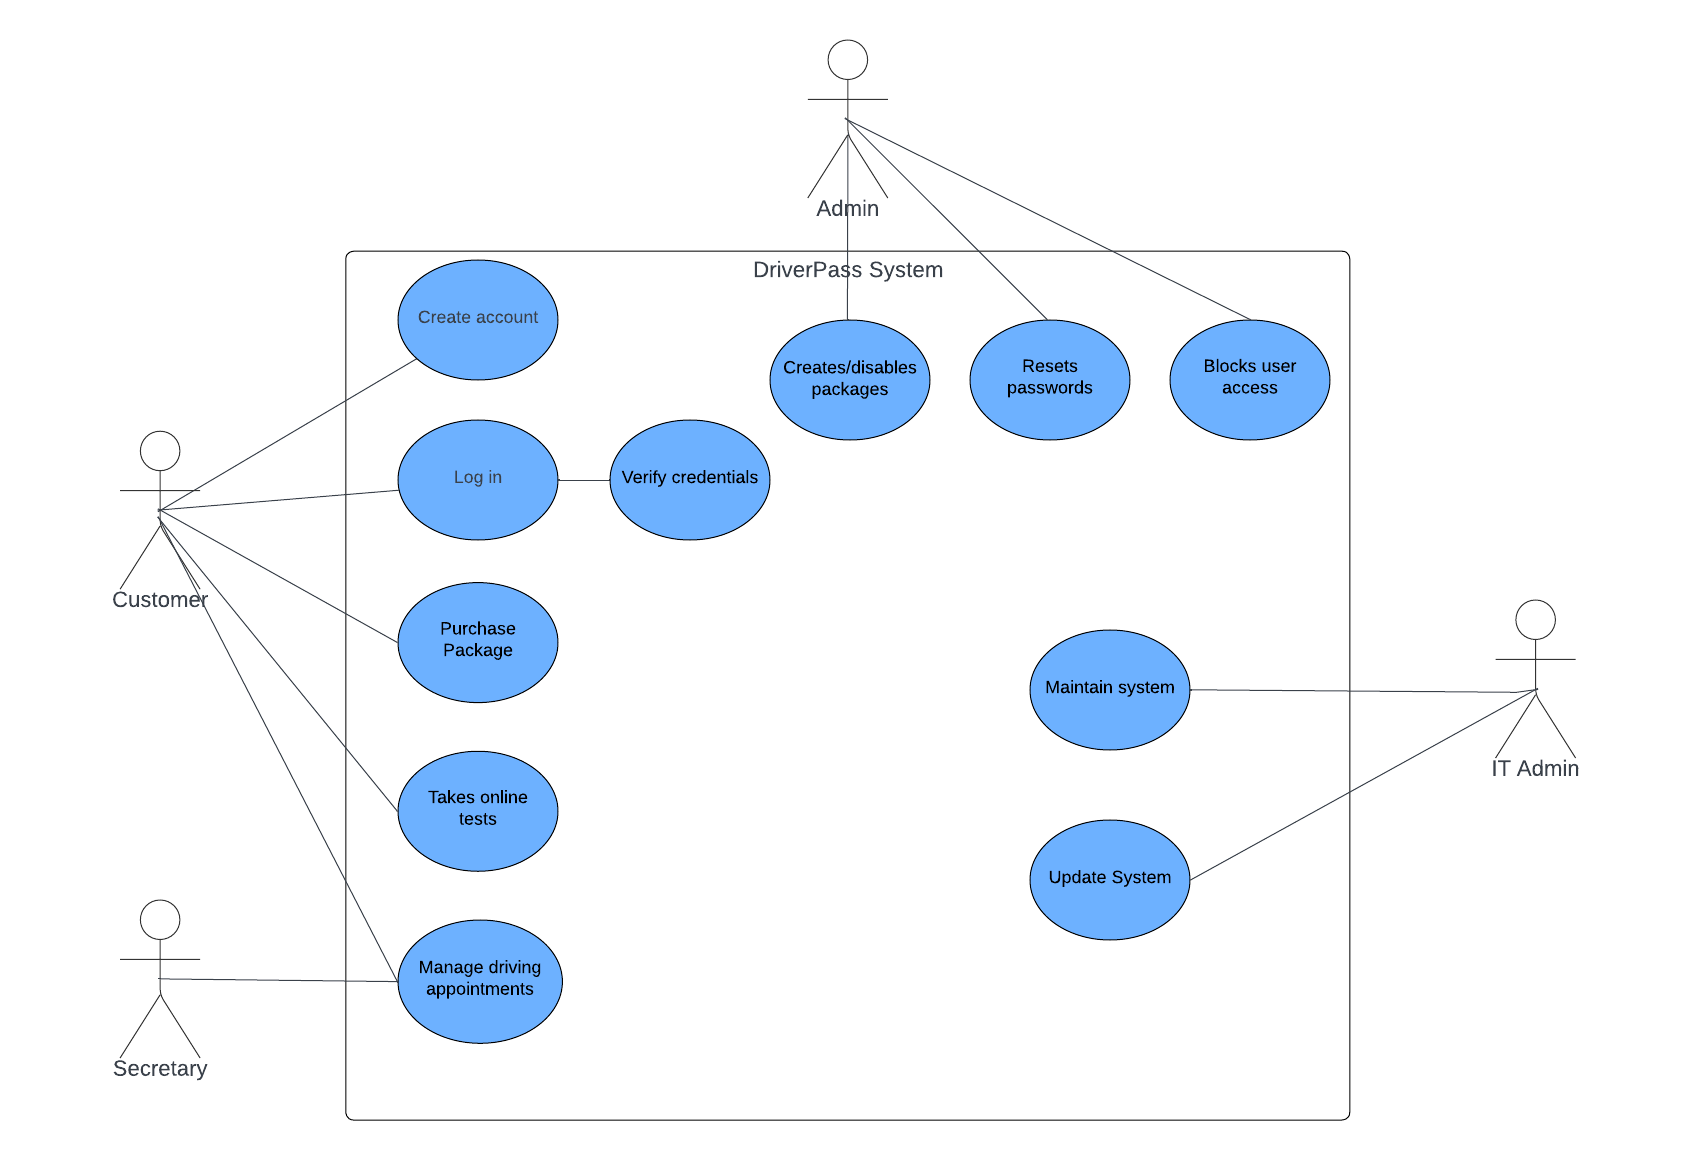 Admin
DriverPass System
Create account
Creates/disables
packages
Resets
passwords
Blocks user
access
Log in
Verify credentials
Customer
Purchase
Package
Maintain system
IT Admin
Takes online
tests
Update System
Manage driving
appointments
Secretary